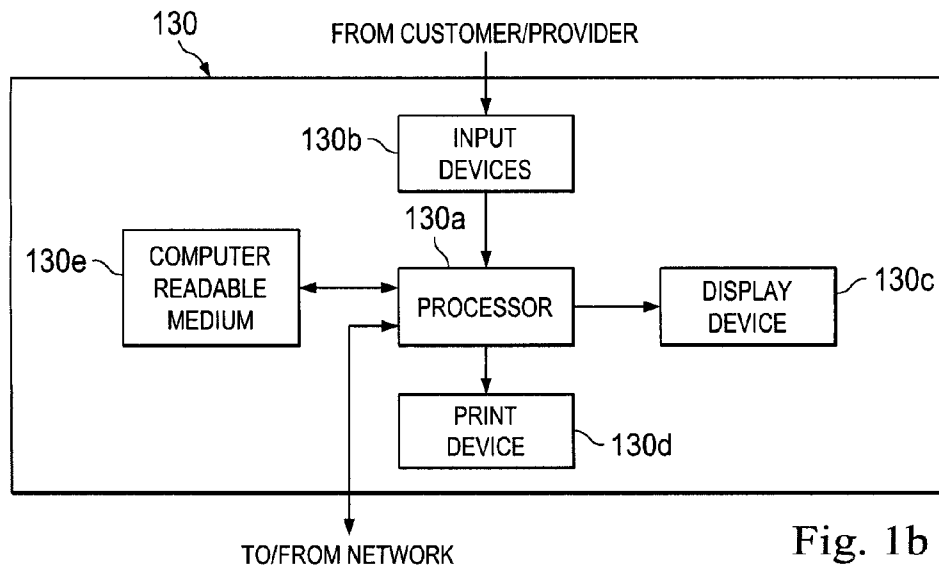 FROM CUSTOMER/PROVIDER
130
130b
INPUT
DEVICES
130a
130e
COMPUTER
READABLE
MEDIUM
PROCESSOR
DISPLAY
DEVICE
130c
PRINT
DEVICE
130d
TO/FROM NETWORK
Fig. 1b